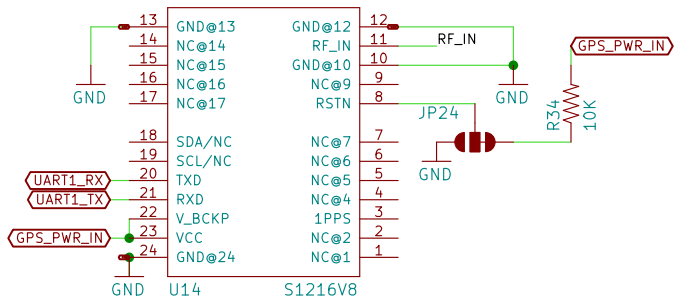 13 GND@13 GND@12 12
14 NC@14 RF_IN 11 RF_IN
GPS_PWR_IN
15 NC@15 GND@10 10
16 NC@16 NC@9 9
GND
GND
17 NC@17 RSTN 8
JP24
R34
10K
18 SDA/NC NC@7 7
19 SCL/NC NC@6 6
GND
UART1_RX 20 TXD NC@5 5
UART1_TX 21 RXD NC@4 4
22 V_BCKP 1PPS 3
GPS_PWR_IN 23 VCC NC@2 2
24 GND@24 NC@1 1
GND
U14 S1216V8